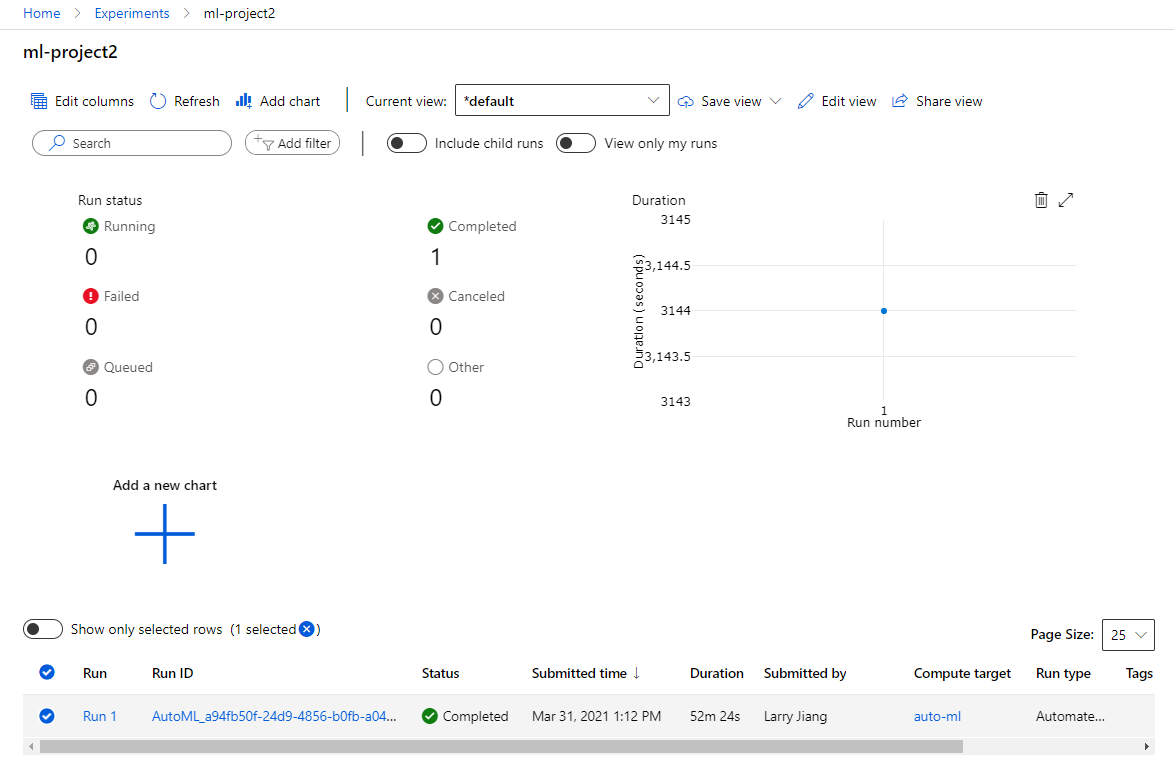 Home > Experiments > ml-project2
ml-project2
Edit columns Refresh Add chart Current view: *default Save view Edit view Share view
Search Add filter Include child runs View only my runs
Run status
Running
0
Completed
1
Failed
0
Canceled
0
Queued
0
Other
0
Duration
3145
3,144.5
3144
3,143.5
3143
Duration (seconds)
1
Run number
Add a new chart
Show only selected rows (1 selected )
Page Size: 25
Run Run ID Status Submitted time ↓ Duration Submitted by Compute target Run type Tags
Run 1 AutoML_a94fb50f-24d9-4856-b0fb-a04... Completed Mar 31, 2021 1:12 PM 52m 24s Larry Jiang auto-ml Automate...